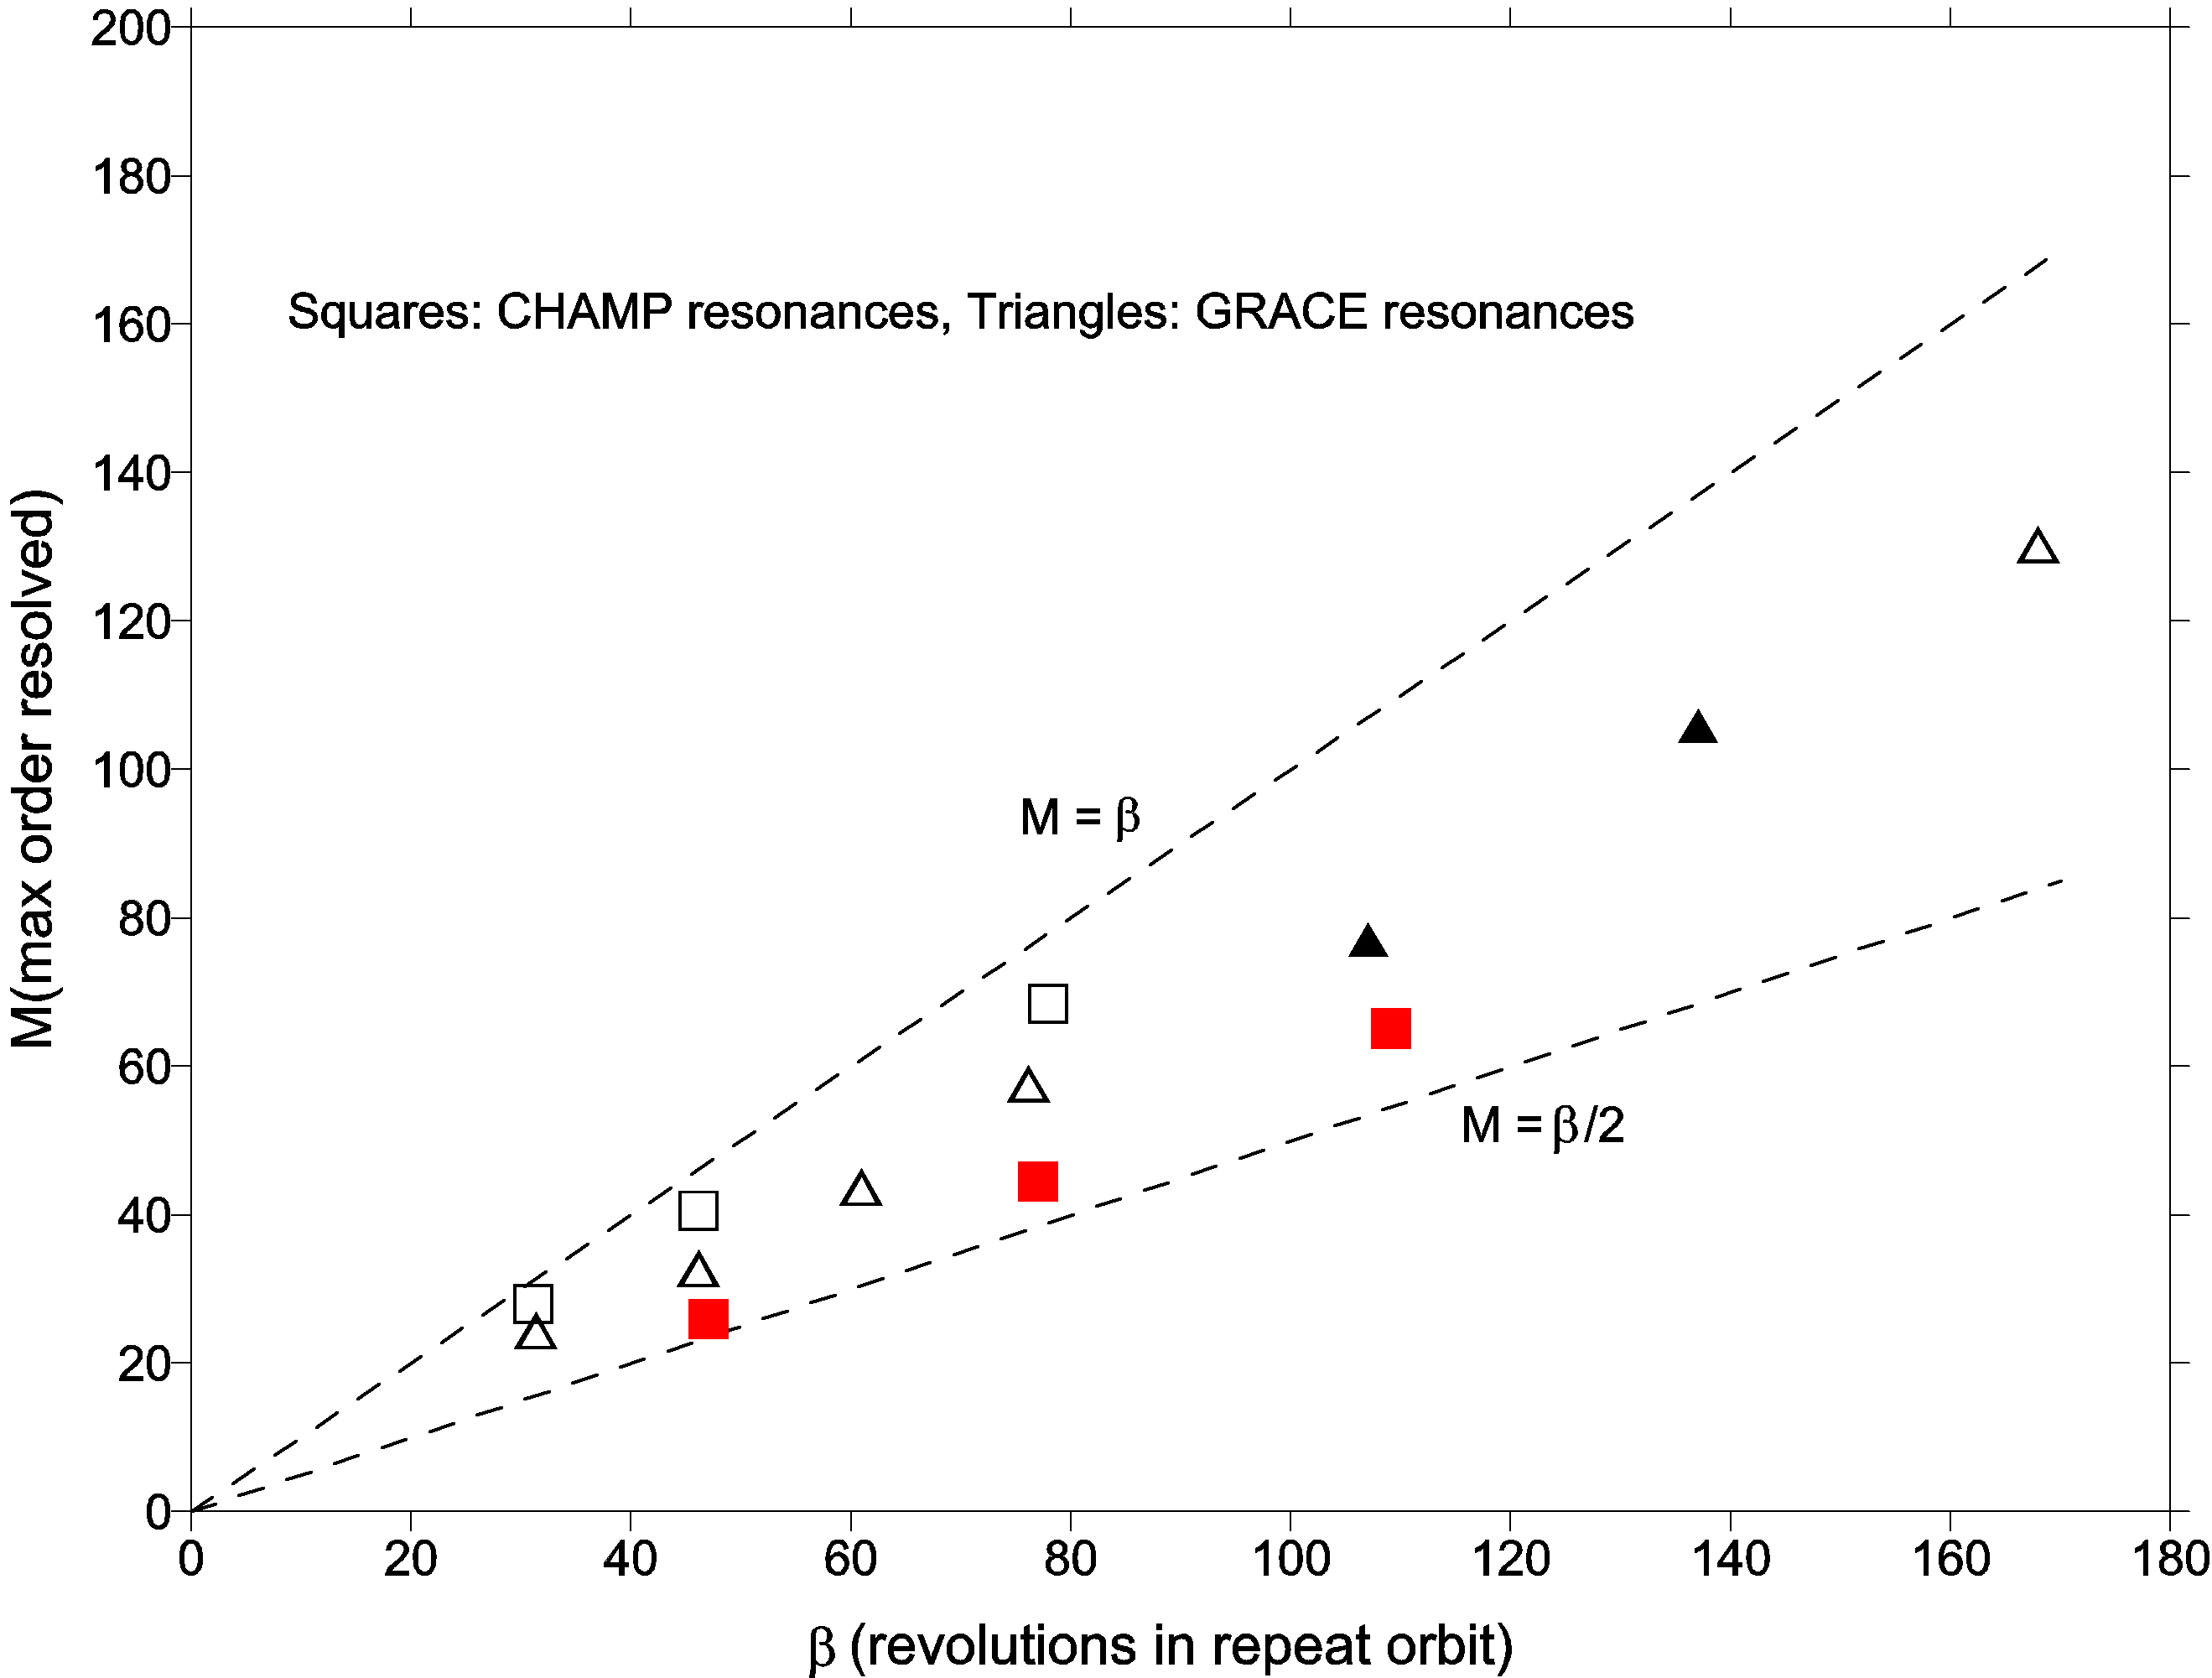 200
180
160
140
120
100
80
60
40
20
0
M(max order resolved)
Squares: CHAMP resonances, Triangles: GRACE resonances
M = β
M = β/2
0 20 40 60 80 100 120 140 160 180
β (revolutions in repeat orbit)